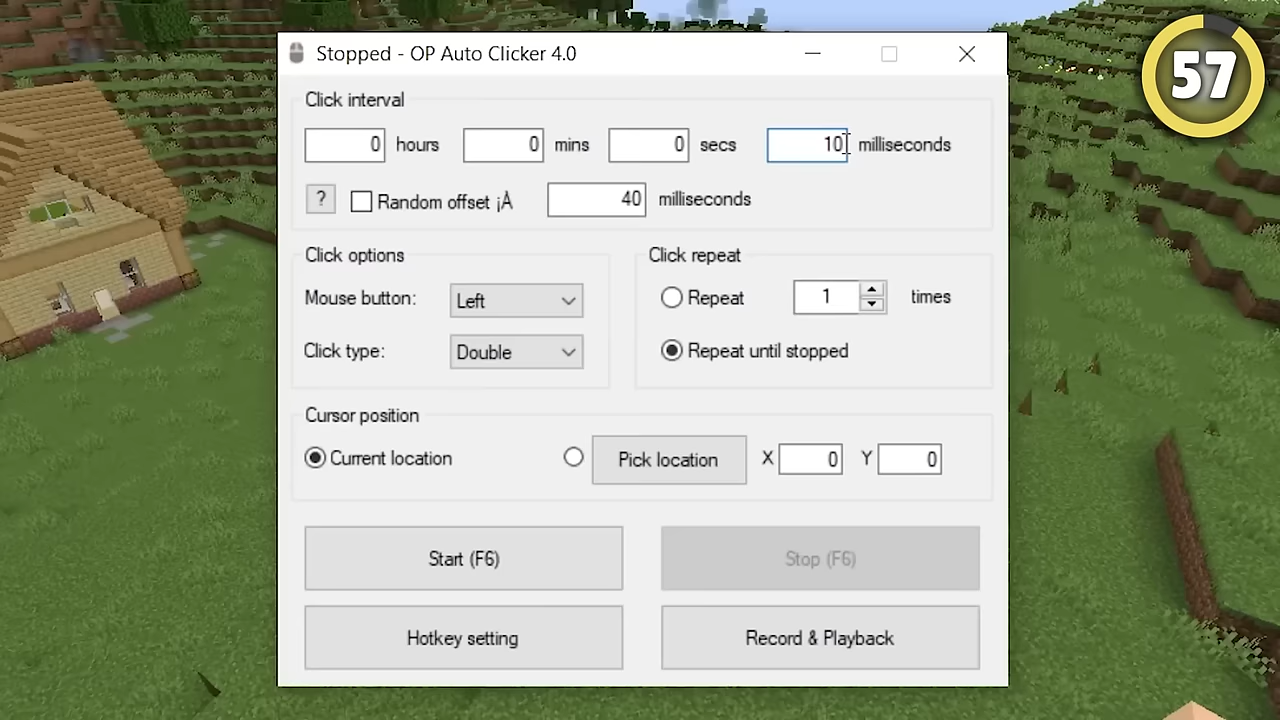 Stopped - OP Auto Clicker 4.0
57
Click interval
0 hours 0 mins 0 secs 10 milliseconds
? Random offset ¡À 40 milliseconds
Click options
Mouse button: Left
Click type: Double
Click repeat
Repeat 1 times
Repeat until stopped
Cursor position
Current location Pick location X 0 Y 0
Start (F6) Stop (F6)
Hotkey setting Record & Playback